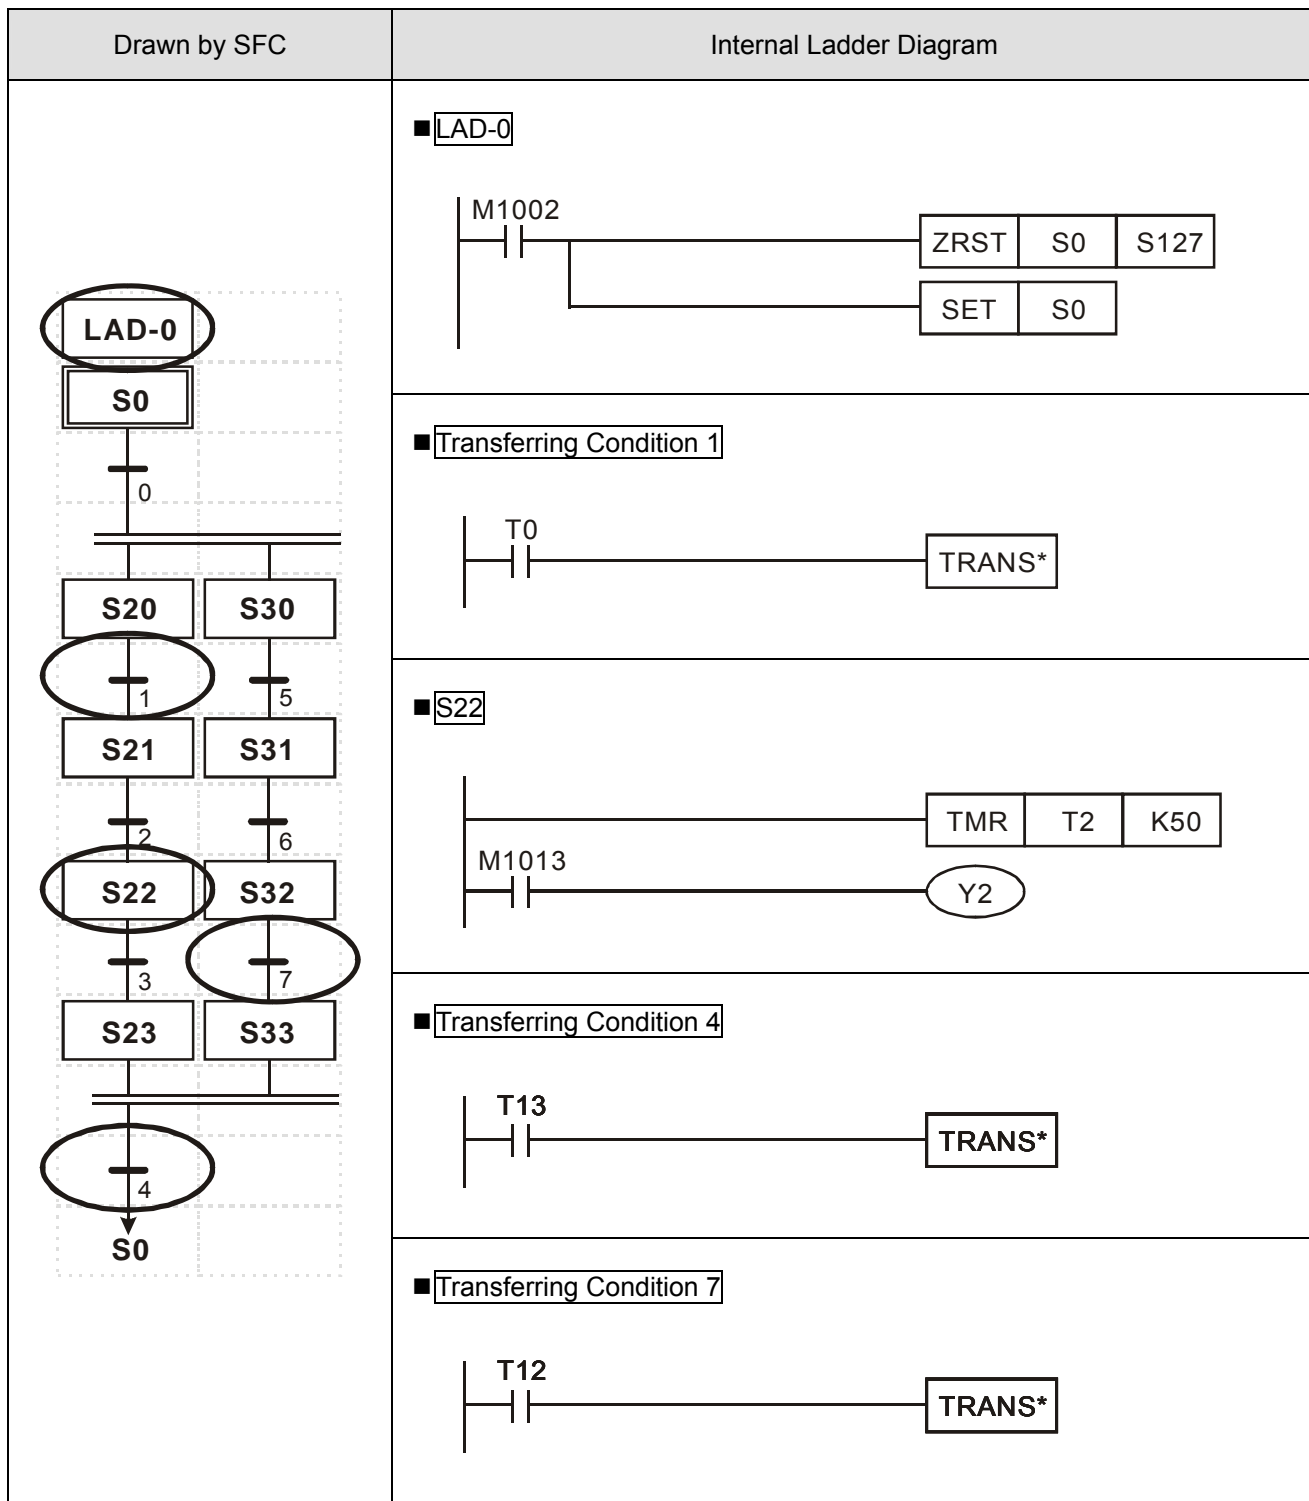 Drawn by SFC
Internal Ladder Diagram
LAD-0
S0
0
S20 S30
1 5
S21 S31
2 6
S22 S32
3 7
S23 S33
4
S0
■ LAD-0
M1002
ZRST S0 S127
SET S0
■ Transferring Condition 1
T0
TRANS*
■ S22
TMR T2 K50
M1013
Y2
■ Transferring Condition 4
T13
TRANS*
■ Transferring Condition 7
T12
TRANS*